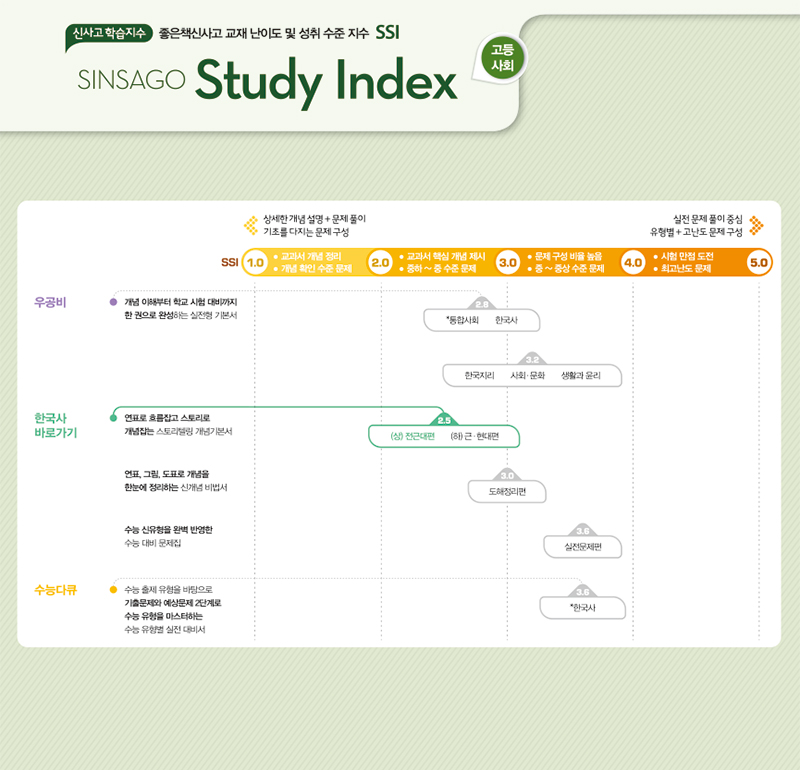 신사고 학습지수 좋은책신사고 교재 난이도 및 성취 수준 지수 SSI
SINSAGO Study Index
고등
사회
상세한 개념 설명 + 문제 풀이
기초를 다지는 문제 구성
실전 문제 풀이 중심
유형별 + 고난도 문제 구성
SSI 1.0 • 교과서 개념 정리
• 개념 확인 수준 문제
2.0 • 교과서 핵심 개념 제시
• 중하 ~ 중 수준 문제
3.0 • 문제 구성 비율 높음
• 중 ~ 중상 수준 문제
4.0 • 시험 만점 도전
• 최고난도 문제
5.0
우공비
개념 이해부터 학교 시험 대비까지
한 권으로 완성하는 실전형 기본서
2.8
*통합사회 한국사
3.2
한국지리 사회·문화 생활과 윤리
한국사
바로가기
연표로 흐름잡고 스토리로
개념잡는 스토리텔링 개념기본서
2.5
(상) 전근대편 (하) 근·현대편
연표, 그림, 도표로 개념을
한눈에 정리하는 신개념 비법서
3.0
도해정리편
수능 신유형을 완벽 반영한
수능 대비 문제집
3.6
실전문제편
수능다큐
수능 출제 유형을 바탕으로
기출문제와 예상문제 2단계로
수능 유형을 마스터하는
수능 유형별 실전 대비서
3.6
*한국사